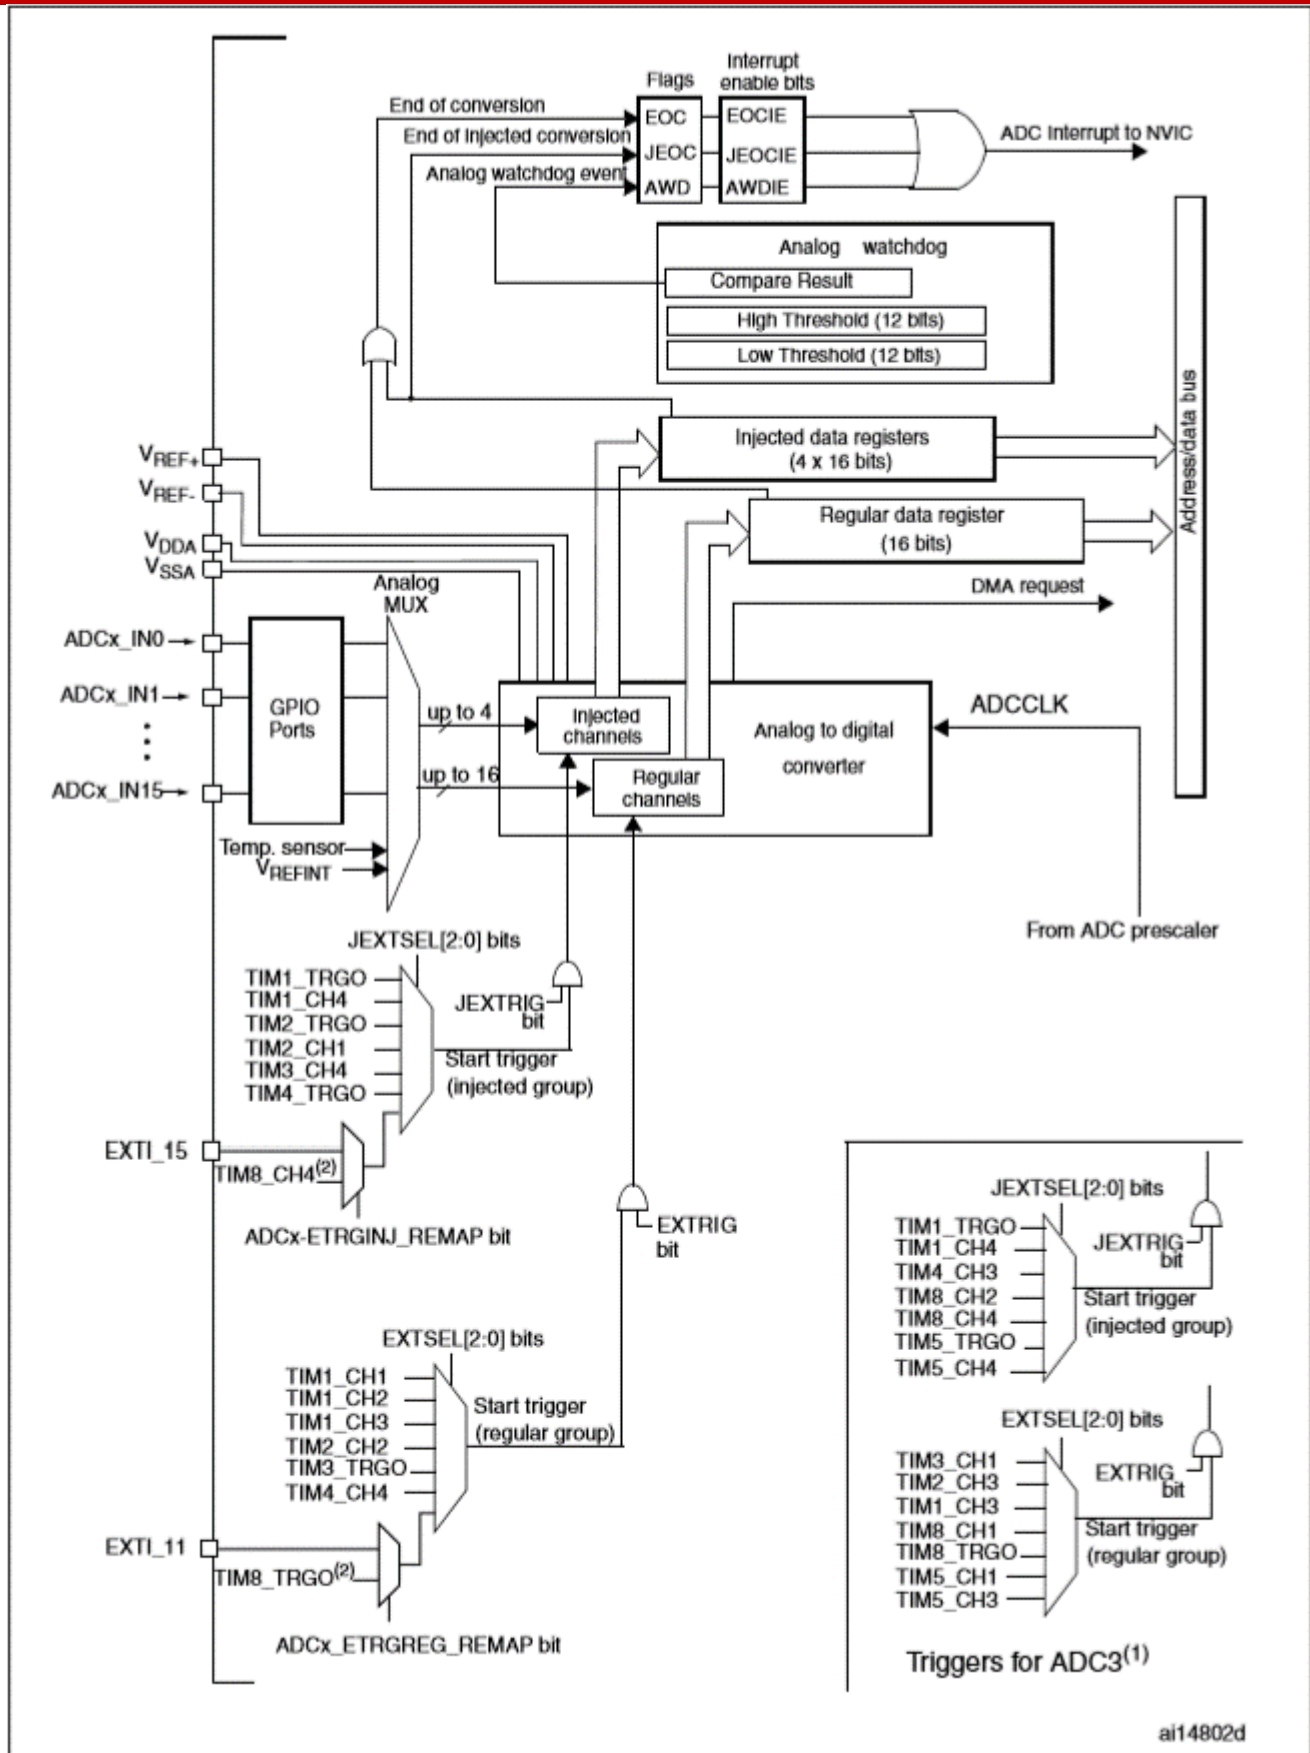 Flags
Interrupt
enable bits
End of conversion
EOC
EOCIE
End of injected conversion
JEOC
JEOCIE
ADC Interrupt to NVIC
Analog watchdog event
AWD
AWDIE
Analog watchdog
Compare Result
High Threshold (12 bits)
Low Threshold (12 bits)
Address/data bus
Injected data registers
(4 x 16 bits)
VREF+
VREF-
VDDA
VSSA
Regular data register
(16 bits)
Analog
MUX
DMA request
ADCx_IN0
ADCx_IN1
ADCx_IN15
GPIO
Ports
up to 4
up to 16
Injected
channels
Regular
channels
Analog to digital
converter
ADCCLK
Temp. sensor
VREFINT
From ADC prescaler
JEXTSEL[2:0] bits
TIM1_TRGO
TIM1_CH4
TIM2_TRGO
TIM2_CH1
TIM3_CH4
TIM4_TRGO
JEXTRIG
bit
Start trigger
(injected group)
EXTI_15
TIM8_CH4(2)
ADCx-ETRGINJ_REMAP bit
EXTRIG
bit
EXTSEL[2:0] bits
TIM1_CH1
TIM1_CH2
TIM1_CH3
TIM2_CH2
TIM3_TRGO
TIM4_CH4
Start trigger
(regular group)
EXTI_11
TIM8_TRGO(2)
ADCx_ETRGREG_REMAP bit
JEXTSEL[2:0] bits
TIM1_TRGO
TIM1_CH4
TIM4_CH3
TIM8_CH2
TIM8_CH4
TIM5_TRGO
TIM5_CH4
JEXTRIG
bit
Start trigger
(injected group)
EXTSEL[2:0] bits
TIM3_CH1
TIM2_CH3
TIM1_CH3
TIM8_CH1
TIM8_TRGO
TIM5_CH1
TIM5_CH3
EXTRIG
bit
Start trigger
(regular group)
Triggers for ADC3(1)
ai14802d